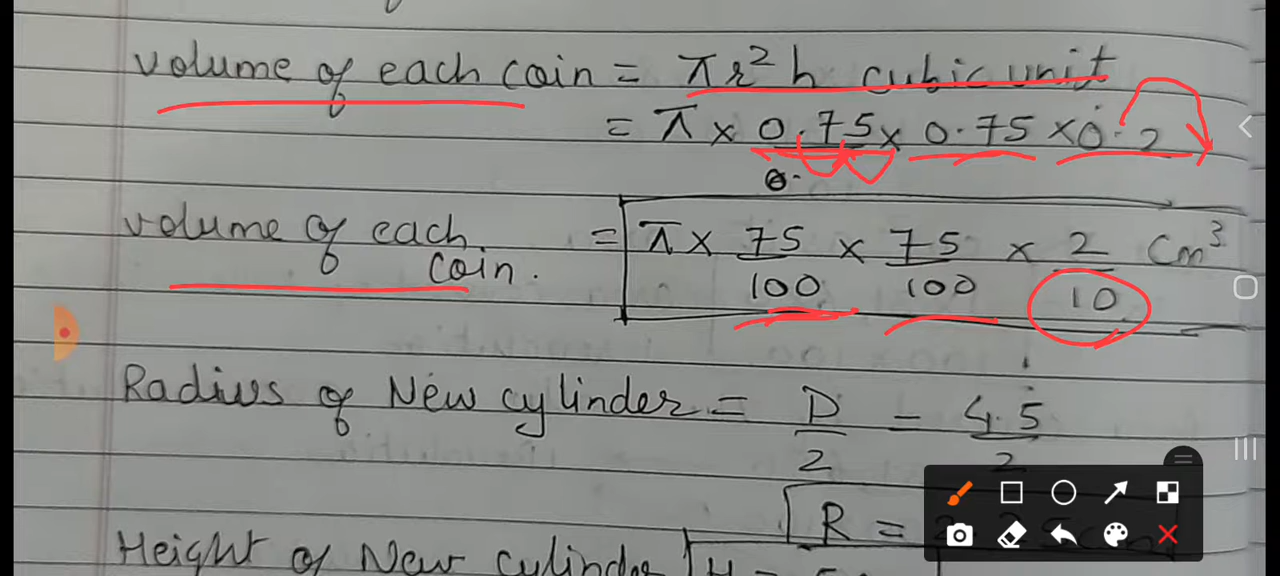 volume of each coin = πr²h cubic unit
= π × 0.75 × 0.75 × 0.2
0.
volume of each coin. = π × 75/100 × 75/100 × 2/10 Cm³
Radius of New cylinder = D/2 = 4.5/2
R =
Height of New cylinder H =